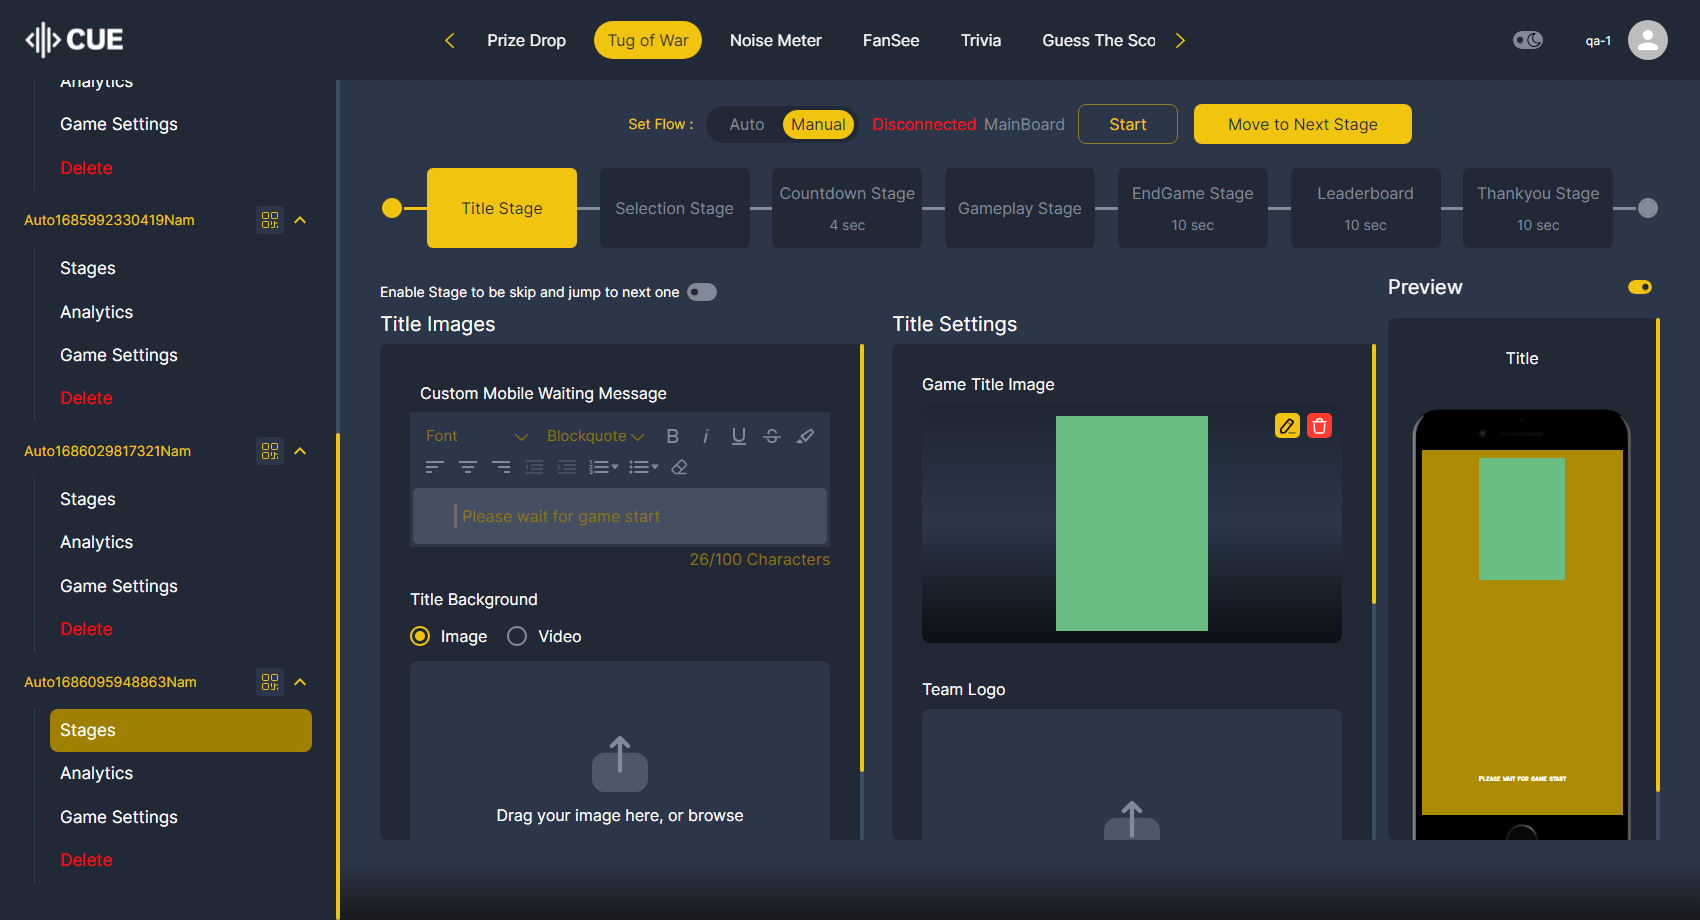 CUE
Prize Drop
Tug of War
Noise Meter
FanSee
Trivia
Guess The Sco
qa-1
Analytics
Game Settings
Delete
Auto1685992330419Nam
Stages
Analytics
Game Settings
Delete
Auto1686029817321Nam
Stages
Analytics
Game Settings
Delete
Auto1686095948863Nam
Stages
Analytics
Game Settings
Delete
Set Flow :
Auto
Manual
Disconnected MainBoard
Start
Move to Next Stage
Title Stage
Selection Stage
Countdown Stage
4 sec
Gameplay Stage
EndGame Stage
10 sec
Leaderboard
10 sec
Thankyou Stage
10 sec
Enable Stage to be skip and jump to next one
Title Images
Custom Mobile Waiting Message
Font
Blockquote
B i U S
Please wait for game start
26/100 Characters
Title Background
Image
Video
Drag your image here, or browse
Title Settings
Game Title Image
Team Logo
Preview
Title
PLEASE WAIT FOR GAME START